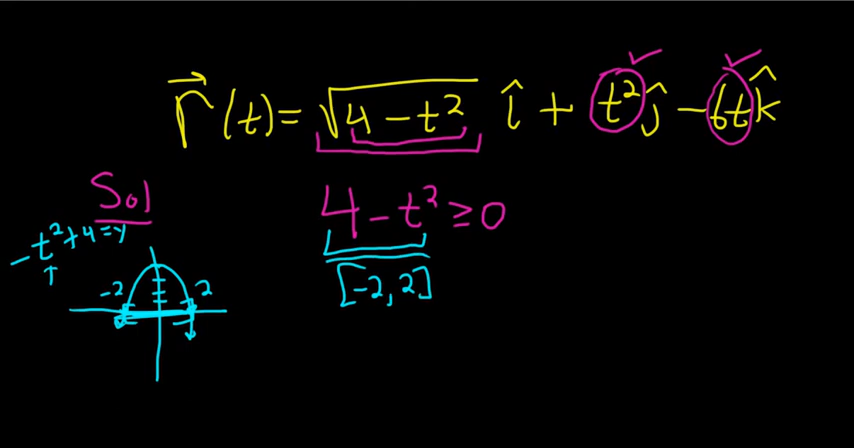 r⃗(t) = √(4 - t²) î + t² ĵ - 6t k̂
Sol
4 - t² ≥ 0
-t² + 4 = y
[-2, 2]
-2 2